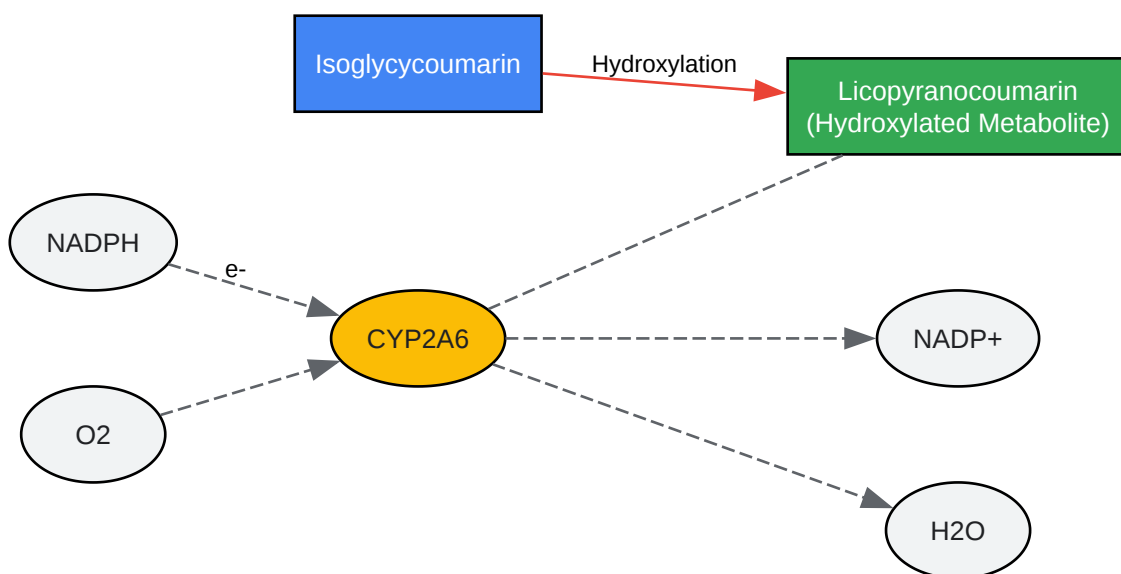 Isoglycycoumarin
Hydroxylation
Licopyranocoumarin
(Hydroxylated Metabolite)
NADPH
e-
CYP2A6
NADP+
O2
H2O